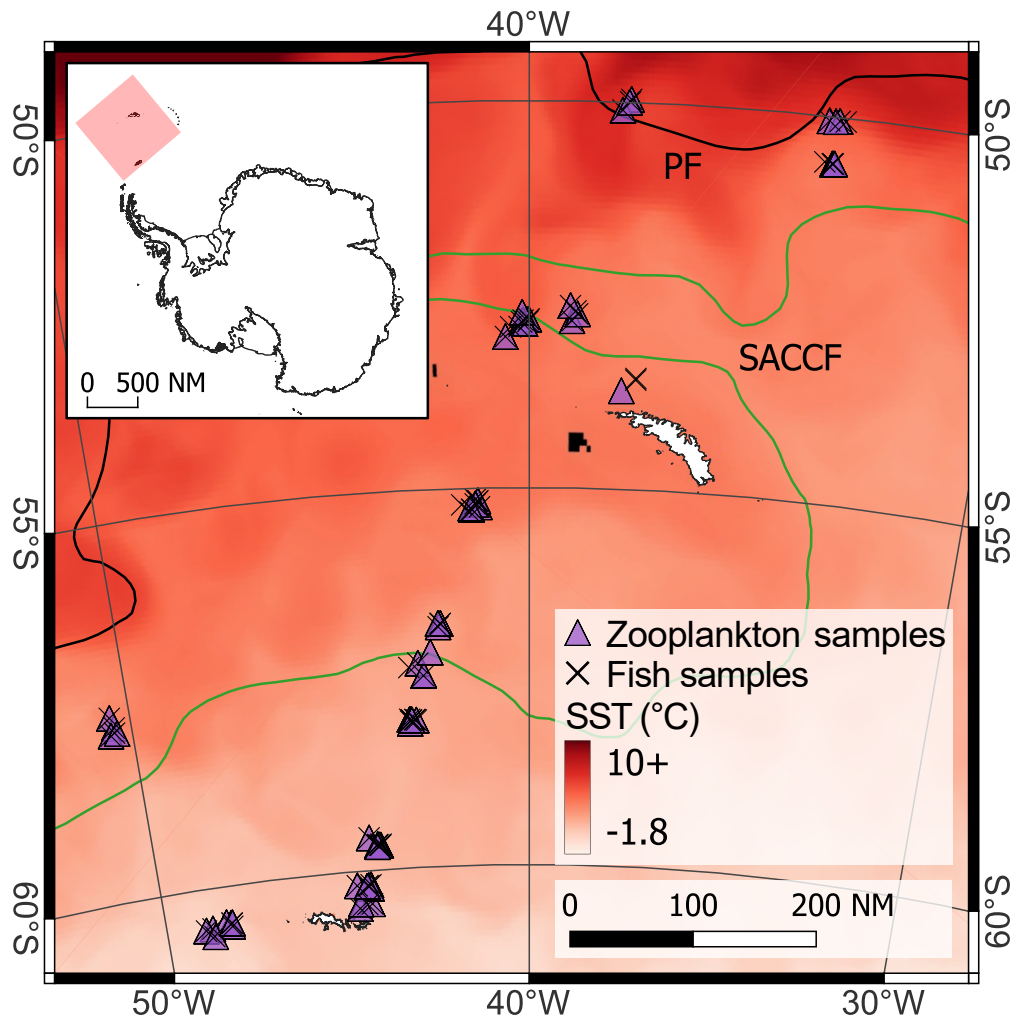 40°W
50°S
50°S
PF
SACCF
0 500 NM
55°S
55°S
Zooplankton samples
Fish samples
SST (°C)
10+
-1.8
0 100 200 NM
60°S
60°S
50°W 40°W 30°W